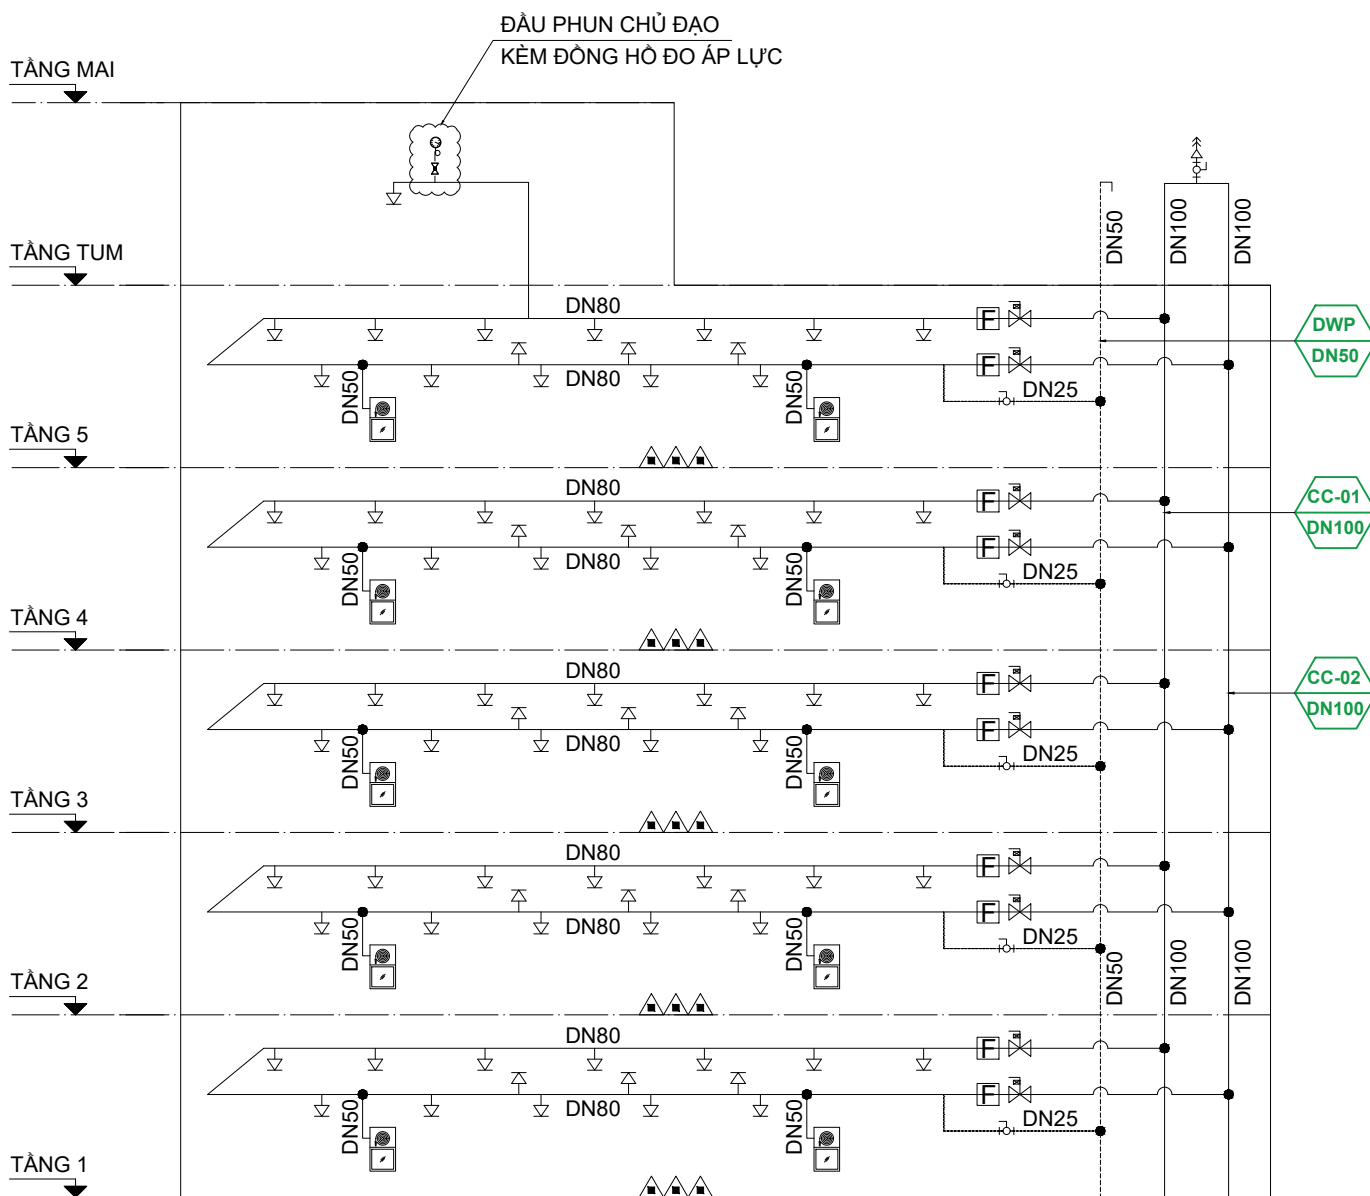 ĐẦU PHUN CHỦ ĐẠO
KÈM ĐỒNG HỒ ĐO ÁP LỰC
TẦNG MAI
DN50
DN100
DN100
TẦNG TUM
DN80
F
DWP
DN50
F
DN80
DN50
DN50
DN25
TẦNG 5
DN80
F
CC-01
DN100
F
DN80
DN50
DN50
DN25
TẦNG 4
DN80
F
CC-02
DN100
F
DN80
DN50
DN50
DN25
TẦNG 3
DN80
F
F
DN80
DN50
DN50
DN25
DN50
DN100
DN100
TẦNG 2
DN80
F
F
DN80
DN50
DN50
DN25
TẦNG 1